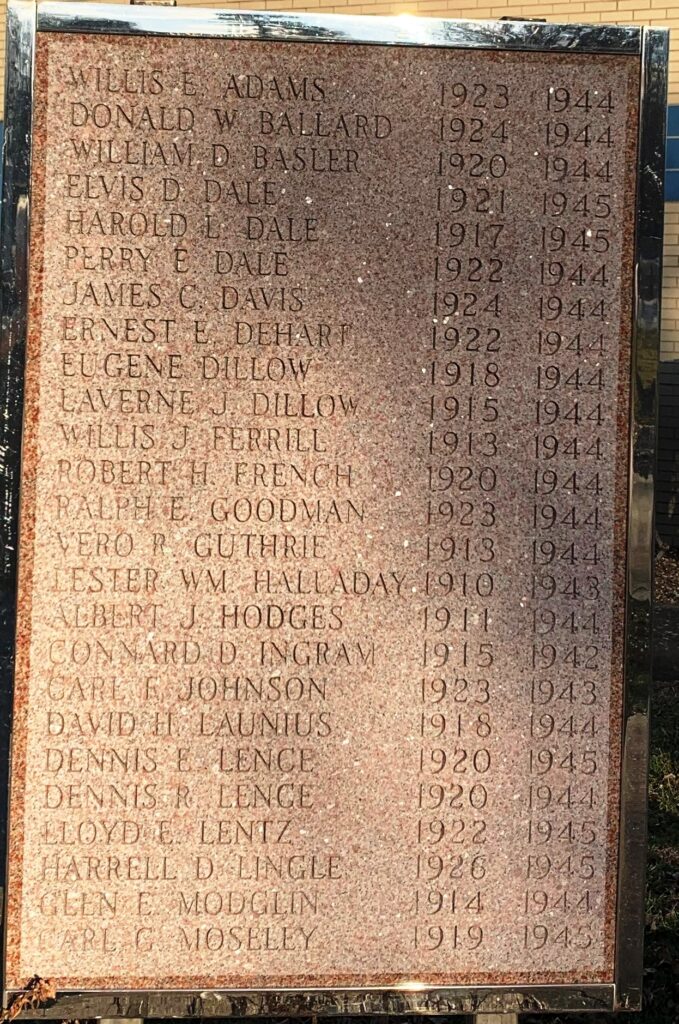 WILLIS E. ADAMS 1923 1944
DONALD W. BALLARD 1924 1944
WILLIAM D. BASLER 1920 1944
ELVIS D. DALE 1921 1945
HAROLD L. DALE 1917 1945
PERRY E. DALE 1922 1944
JAMES C. DAVIS 1924 1944
ERNEST E. DEHART 1922 1944
EUGENE DILLOW 1918 1944
LAVERNE J. DILLOW 1915 1944
WILLIS J. FERRILL 1913 1944
ROBERT H. FRENCH 1920 1944
RALPH E. GOODMAN 1923 1944
VERO R. GUTHRIE 1913 1944
LESTER WM. HALLADAY 1910 1943
ALBERT J. HODGES 1911 1944
CONNARD D. INGRAM 1915 1942
CARL F. JOHNSON 1923 1943
DAVID H. LAUNIUS 1918 1944
DENNIS E. LENCE 1920 1945
DENNIS R. LENCE 1920 1944
LLOYD E. LENTZ 1922 1945
HARRELL D. LINGLE 1926 1945
GLEN E. MODGLIN 1914 1944
CARL G. MOSELEY 1919 1945